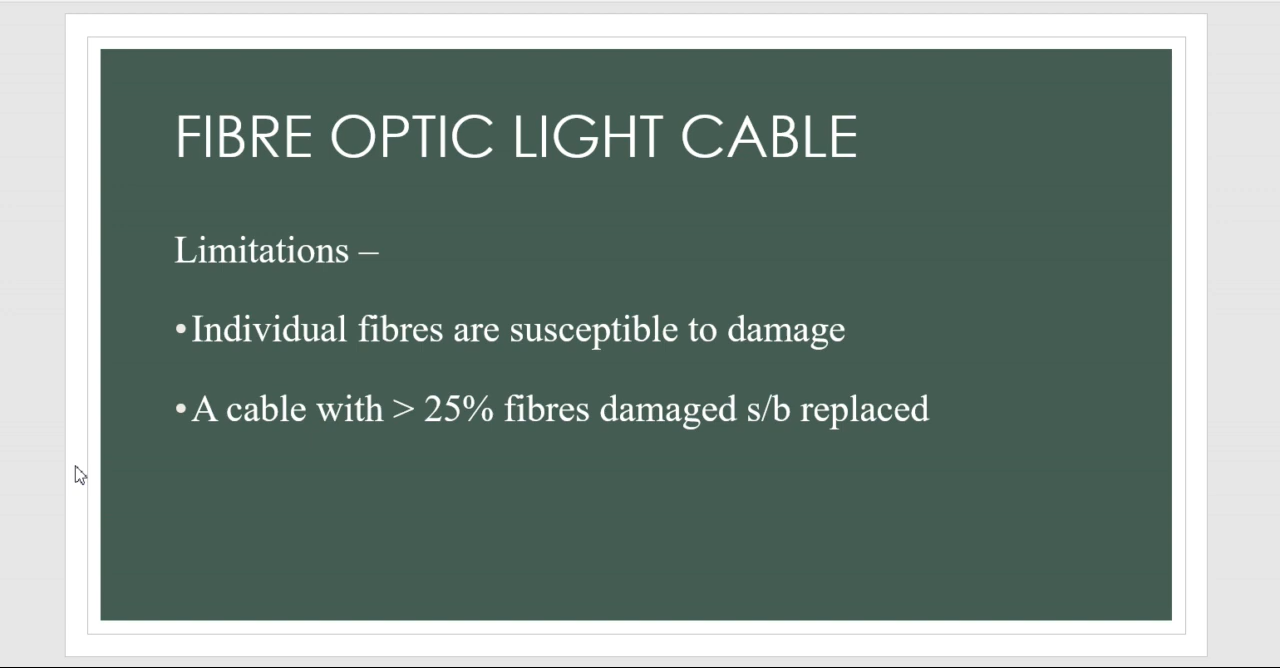 FIBRE OPTIC LIGHT CABLE
Limitations –
•Individual fibres are susceptible to damage
•A cable with > 25% fibres damaged s/b replaced